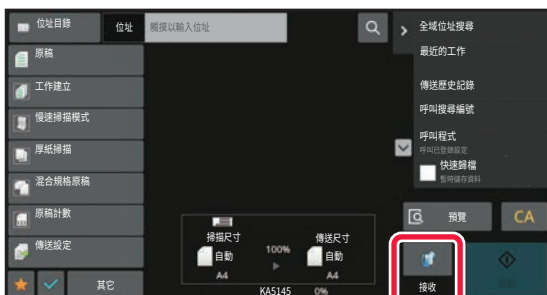 位址目錄
位址
觸摸以輸入位址
全域位址搜尋
最近的工作
原稿
工作建立
傳送歷史記錄
慢速掃描模式
呼叫搜尋編號
呼叫程式
呼叫已登錄設定
厚紙掃描
快速歸檔
暫時儲存資料
混合規格原稿
原稿計數
預覽
CA
傳送設定
掃描尺寸
傳送尺寸
自動
100%
自動
A4
A4
其它
KA5145
0%
接收